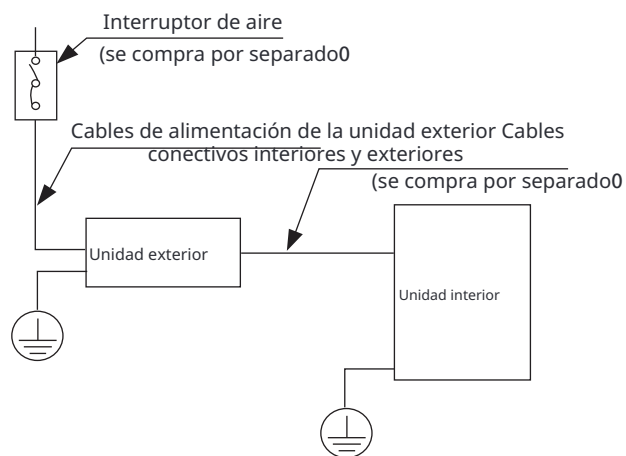 Interruptor de aire
(se compra por separado0
Cables de alimentación de la unidad exterior Cables
conectivos interiores y exteriores
(se compra por separado0
Unidad exterior
Unidad interior